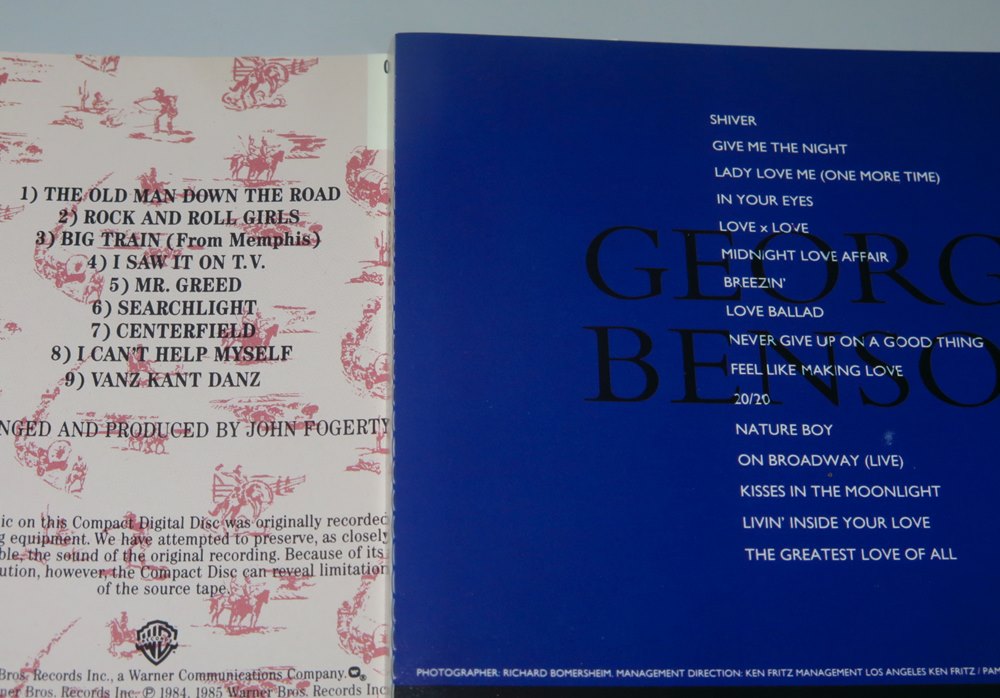 1) THE OLD MAN DOWN THE ROAD
2) ROCK AND ROLL GIRLS
3) BIG TRAIN (From Memphis)
4) I SAW IT ON T.V.
5) MR. GREED
6) SEARCHLIGHT
7) CENTERFIELD
8) I CAN'T HELP MYSELF
9) VANZ KANT DANZ
NGED AND PRODUCED BY JOHN FOGERTY
ic on this Compact Digital Disc was originally recorded
g equipment. We have attempted to preserve, as closely
ble, the sound of the original recording. Because of its
ution, however, the Compact Disc can reveal limitation
of the source tape.
Bros. Records Inc., a Warner Communications Company.
ner Bros. Records Inc. ℗ 1984, 1985 Warner Bros. Records Inc
GEORG
BENSO
SHIVER
GIVE ME THE NIGHT
LADY LOVE ME (ONE MORE TIME)
IN YOUR EYES
LOVE x LOVE
MIDNIGHT LOVE AFFAIR
BREEZIN'
LOVE BALLAD
NEVER GIVE UP ON A GOOD THING
FEEL LIKE MAKING LOVE
20/20
NATURE BOY
ON BROADWAY (LIVE)
KISSES IN THE MOONLIGHT
LIVIN' INSIDE YOUR LOVE
THE GREATEST LOVE OF ALL
PHOTOGRAPHER: RICHARD BOMERSHEIM. MANAGEMENT DIRECTION: KEN FRITZ MANAGEMENT LOS ANGELES KEN FRITZ / PAM